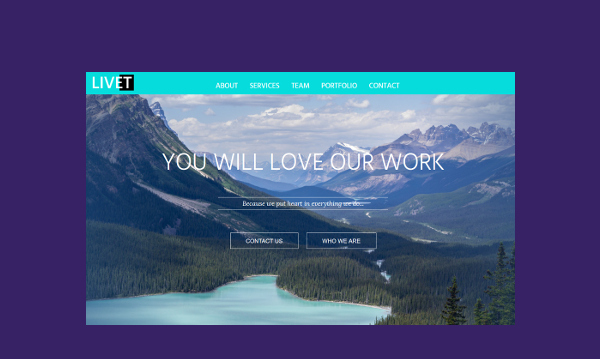 LIVET
ABOUT SERVICES TEAM PORTFOLIO CONTACT
YOU WILL LOVE OUR WORK
Because we put heart in everything we do...
CONTACT US WHO WE ARE